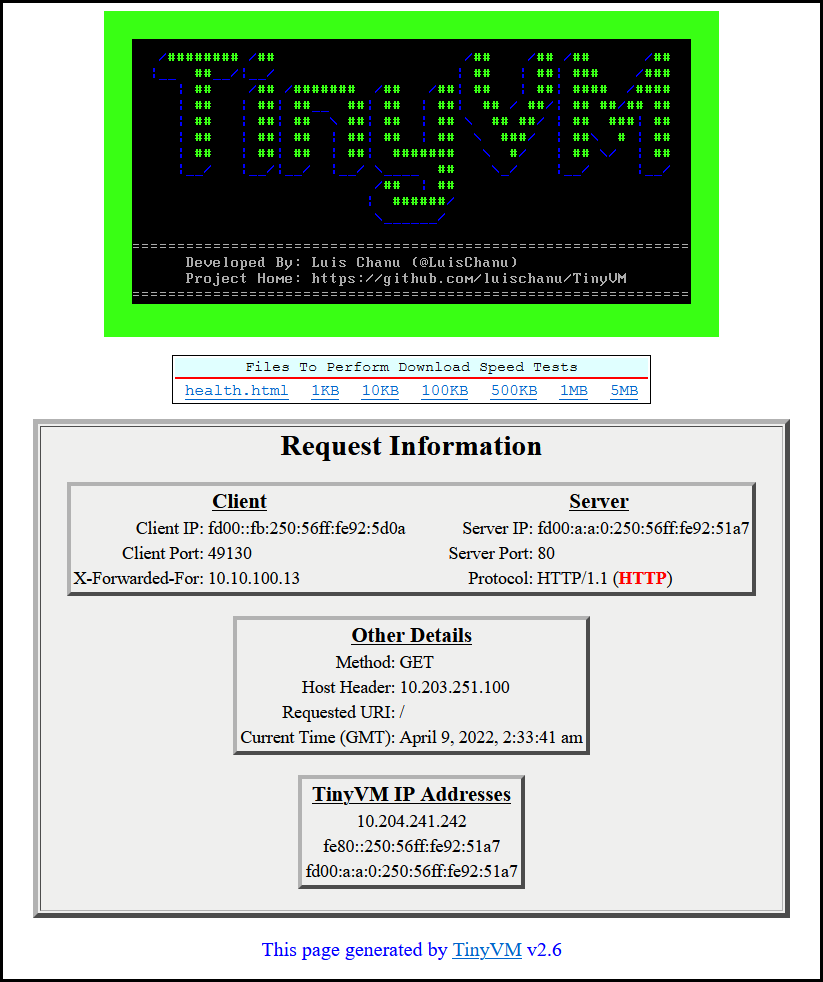 TinyVM
Developed By: Luis Chanu (@LuisChanu)
Project Home: https://github.com/luischanu/TinyVM
Files To Perform Download Speed Tests
health.html 1KB 10KB 100KB 500KB 1MB 5MB
Request Information
Client
Client IP: fd00::fb:250:56ff:fe92:5d0a
Client Port: 49130
X-Forwarded-For: 10.10.100.13
Server
Server IP: fd00:a:a:0:250:56ff:fe92:51a7
Server Port: 80
Protocol: HTTP/1.1 (HTTP)
Other Details
Method: GET
Host Header: 10.203.251.100
Requested URI: /
Current Time (GMT): April 9, 2022, 2:33:41 am
TinyVM IP Addresses
10.204.241.242
fe80::250:56ff:fe92:51a7
fd00:a:a:0:250:56ff:fe92:51a7
This page generated by TinyVM v2.6